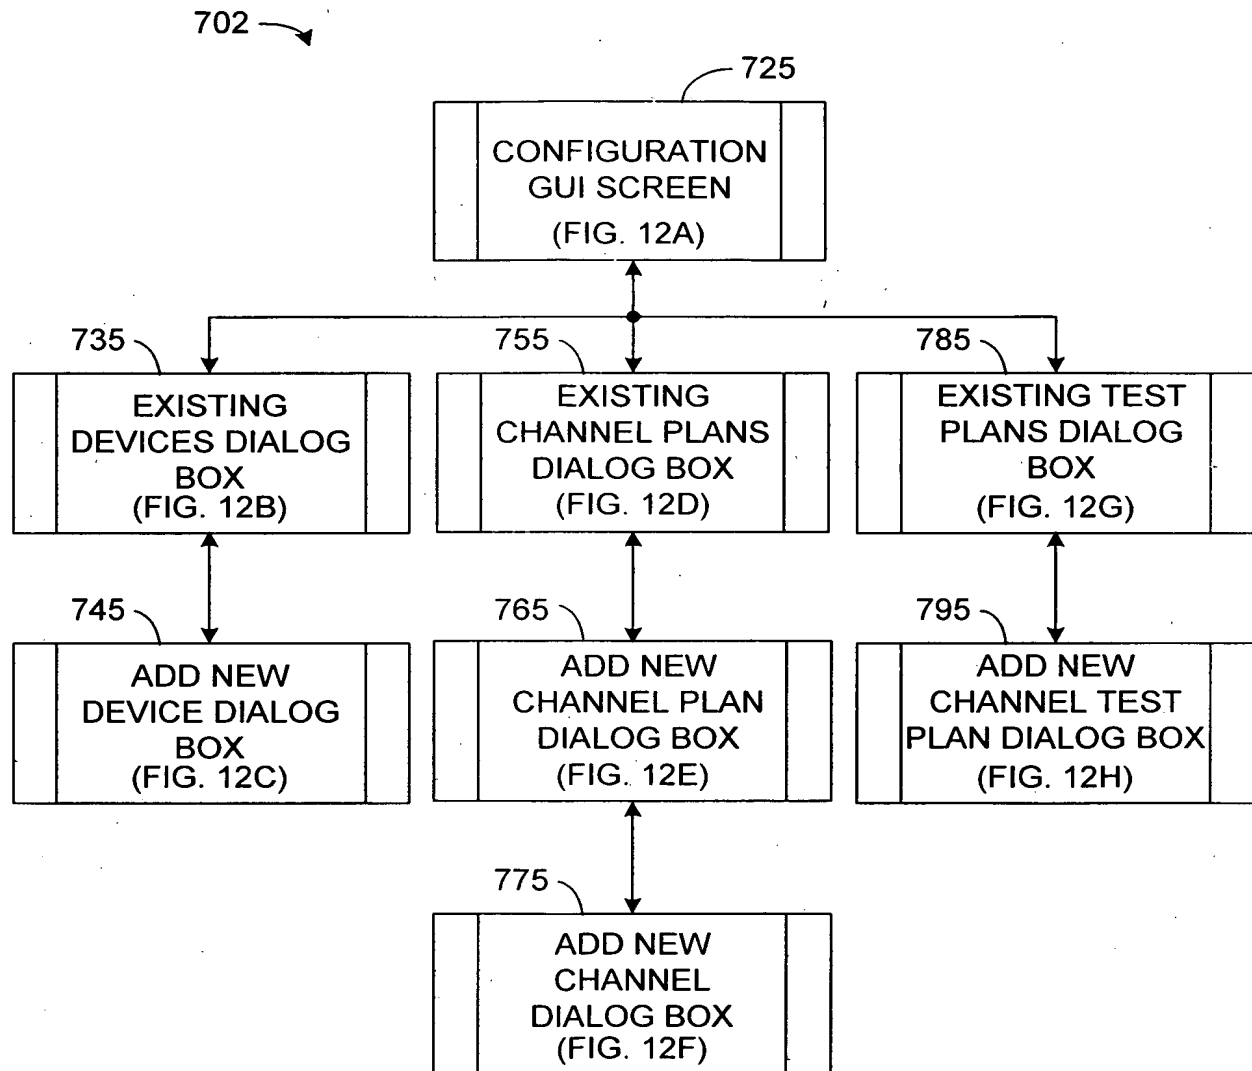 702
725
CONFIGURATION
GUI SCREEN
(FIG. 12A)
735
EXISTING
DEVICES DIALOG
BOX
(FIG. 12B)
755
EXISTING
CHANNEL PLANS
DIALOG BOX
(FIG. 12D)
785
EXISTING TEST
PLANS DIALOG
BOX
(FIG. 12G)
745
ADD NEW
DEVICE DIALOG
BOX
(FIG. 12C)
765
ADD NEW
CHANNEL PLAN
DIALOG BOX
(FIG. 12E)
795
ADD NEW
CHANNEL TEST
PLAN DIALOG BOX
(FIG. 12H)
775
ADD NEW
CHANNEL
DIALOG BOX
(FIG. 12F)